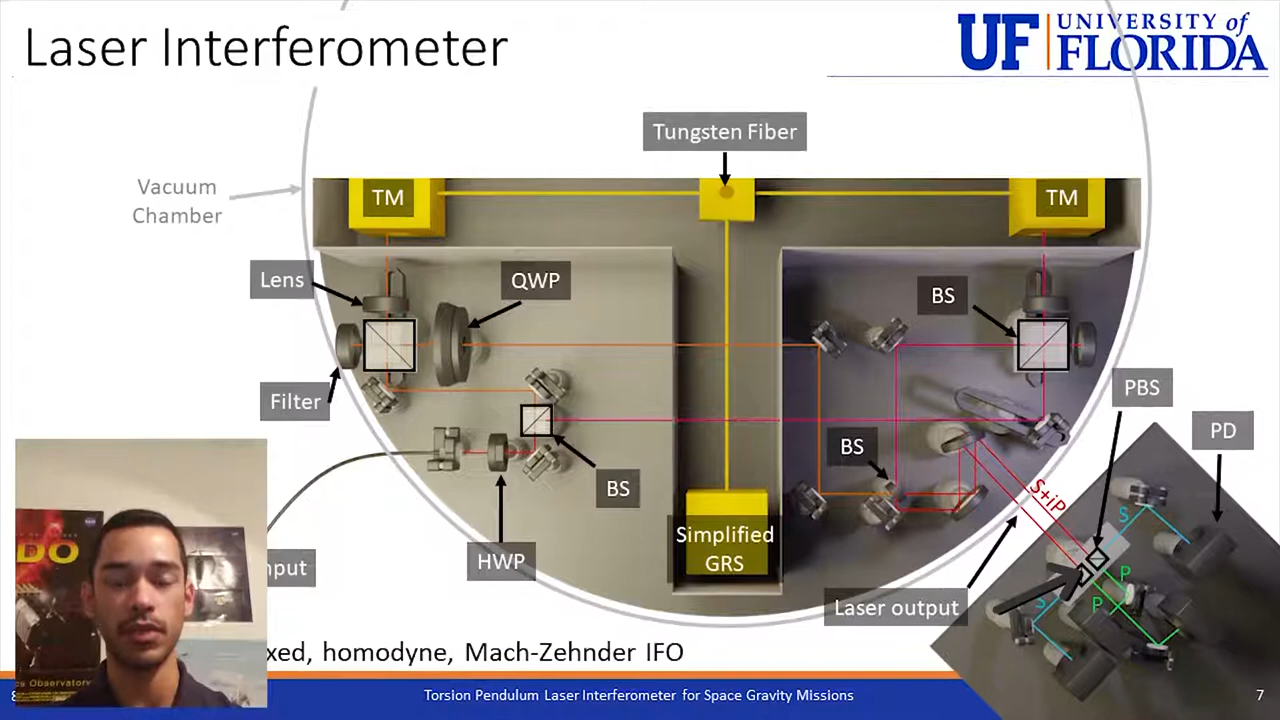 Laser Interferometer
UF UNIVERSITY of
FLORIDA
Tungsten Fiber
Vacuum
Chamber
TM
TM
Lens
QWP
BS
Filter
PBS
PD
BS
BS
S+iP
S
Simplified
GRS
HWP
P
P
S
Laser output
homodyne, Mach-Zehnder IFO
Torsion Pendulum Laser Interferometer for Space Gravity Missions
7